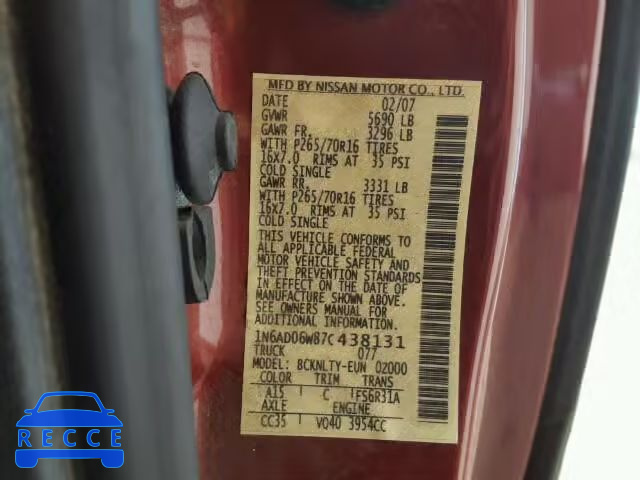 MFD BY NISSAN MOTOR CO., LTD.
DATE 02/07
GVWR 5690 LB
GAWR FR. 3296 LB
WITH P265/70R16 TIRES
16X7.0 RIMS AT 35 PSI
COLD SINGLE
GAWR RR. 3331 LB
WITH P265/70R16 TIRES
16X7.0 RIMS AT 35 PSI
COLD SINGLE
THIS VEHICLE CONFORMS TO
ALL APPLICABLE FEDERAL
MOTOR VEHICLE SAFETY AND
THEFT PREVENTION STANDARDS
IN EFFECT ON THE DATE OF
MANUFACTURE SHOWN ABOVE.
SEE OWNERS MANUAL FOR
ADDITIONAL INFORMATION.
1N6AD06W87C438131
TRUCK 077
MODEL: BCKNLTY-EUN 02000
COLOR TRIM TRANS
A15 C FS6R31A
AXLE ENGINE
CC35 VQ40 3954CC
RECCE